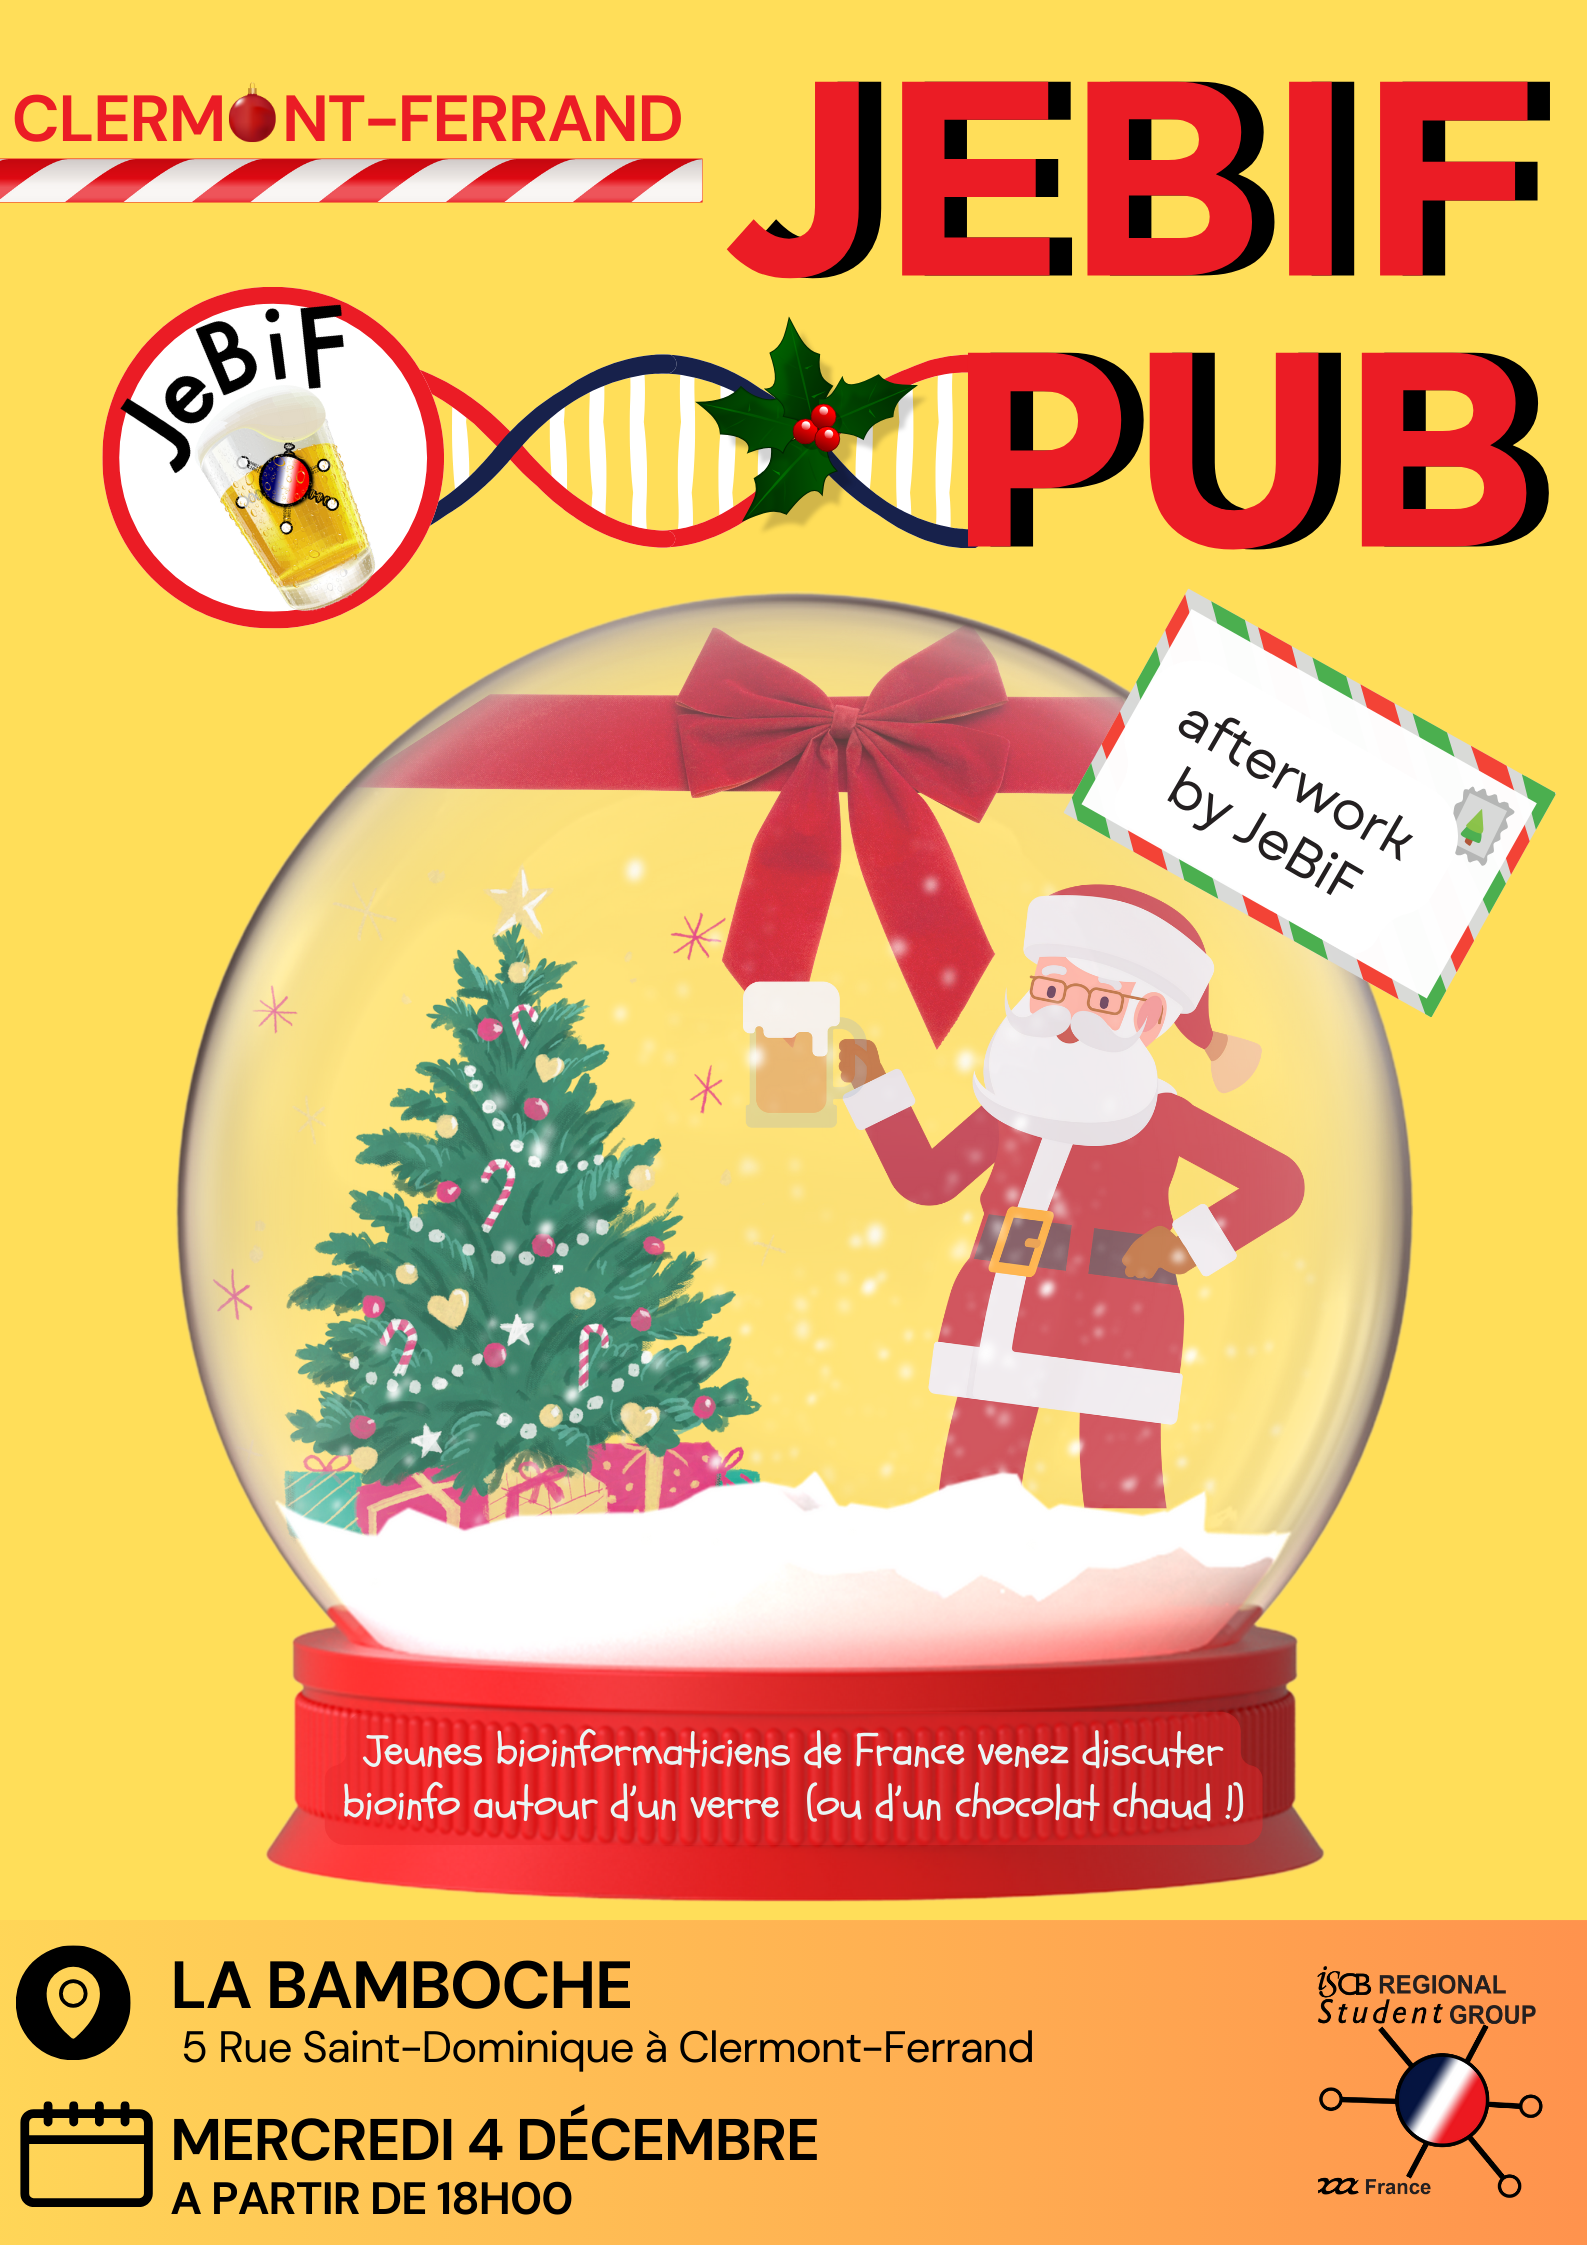 CLERMONT-FERRAND
JEBIF
PUB
JeBiF
afterwork
by JeBiF
Jeunes bioinformaticiens de France venez discuter
bioinfo autour d'un verre (ou d'un chocolat chaud !)
LA BAMBOCHE
5 Rue Saint-Dominique à Clermont-Ferrand
MERCREDI 4 DÉCEMBRE
A PARTIR DE 18H00
iSCB REGIONAL
Student GROUP
France